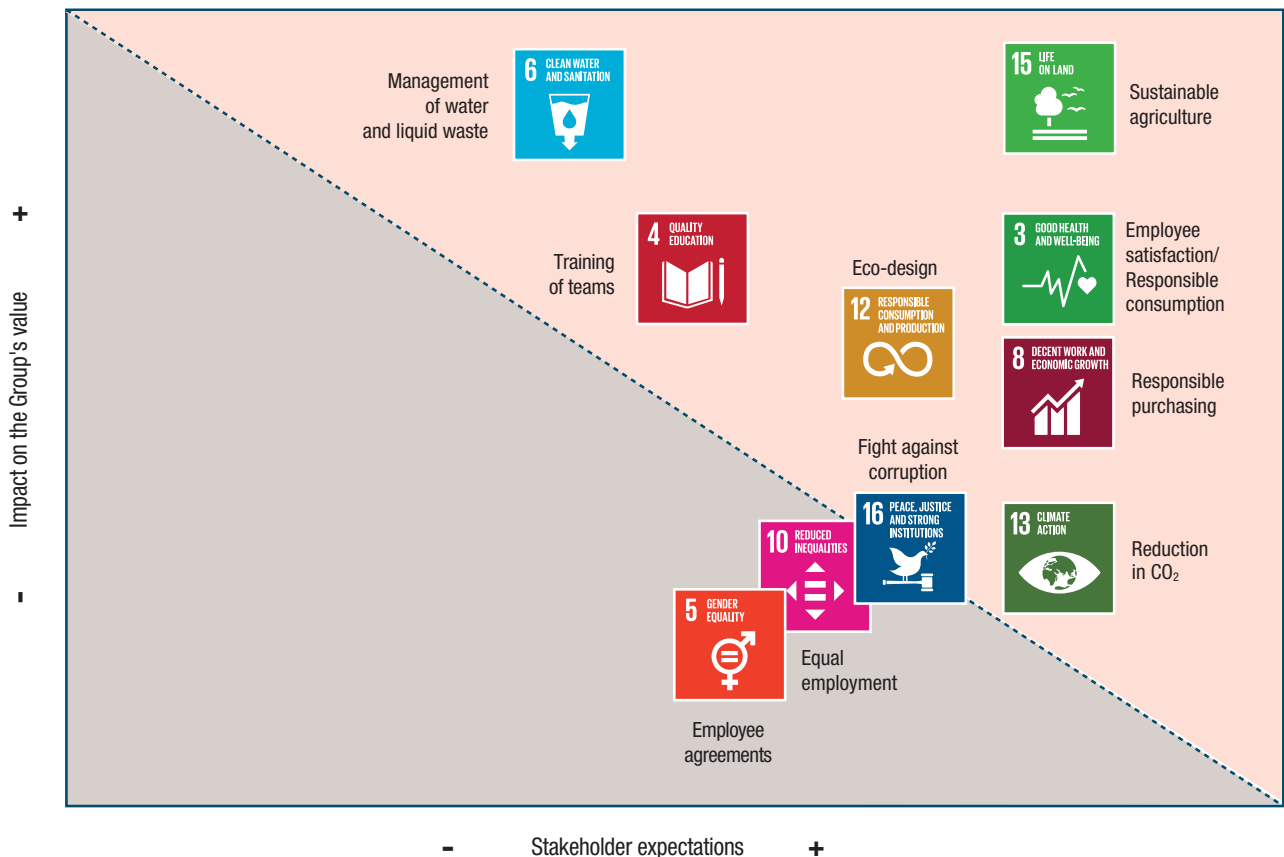 6 CLEAN WATER
AND SANITATION
Management
of water
and liquid waste
15 LIFE
ON LAND
Sustainable
agriculture
4 QUALITY
EDUCATION
Training
of teams
Eco-design
12 RESPONSIBLE
CONSUMPTION
AND PRODUCTION
3 GOOD HEALTH
AND WELL-BEING
Employee
satisfaction/
Responsible
consumption
8 DECENT WORK AND
ECONOMIC GROWTH
Responsible
purchasing
Fight against
corruption
16 PEACE, JUSTICE
AND STRONG
INSTITUTIONS
13 CLIMATE
ACTION
Reduction
in CO₂
10 REDUCED
INEQUALITIES
5 GENDER
EQUALITY
Equal
employment
Employee
agreements
- Impact on the Group's value +
- Stakeholder expectations +